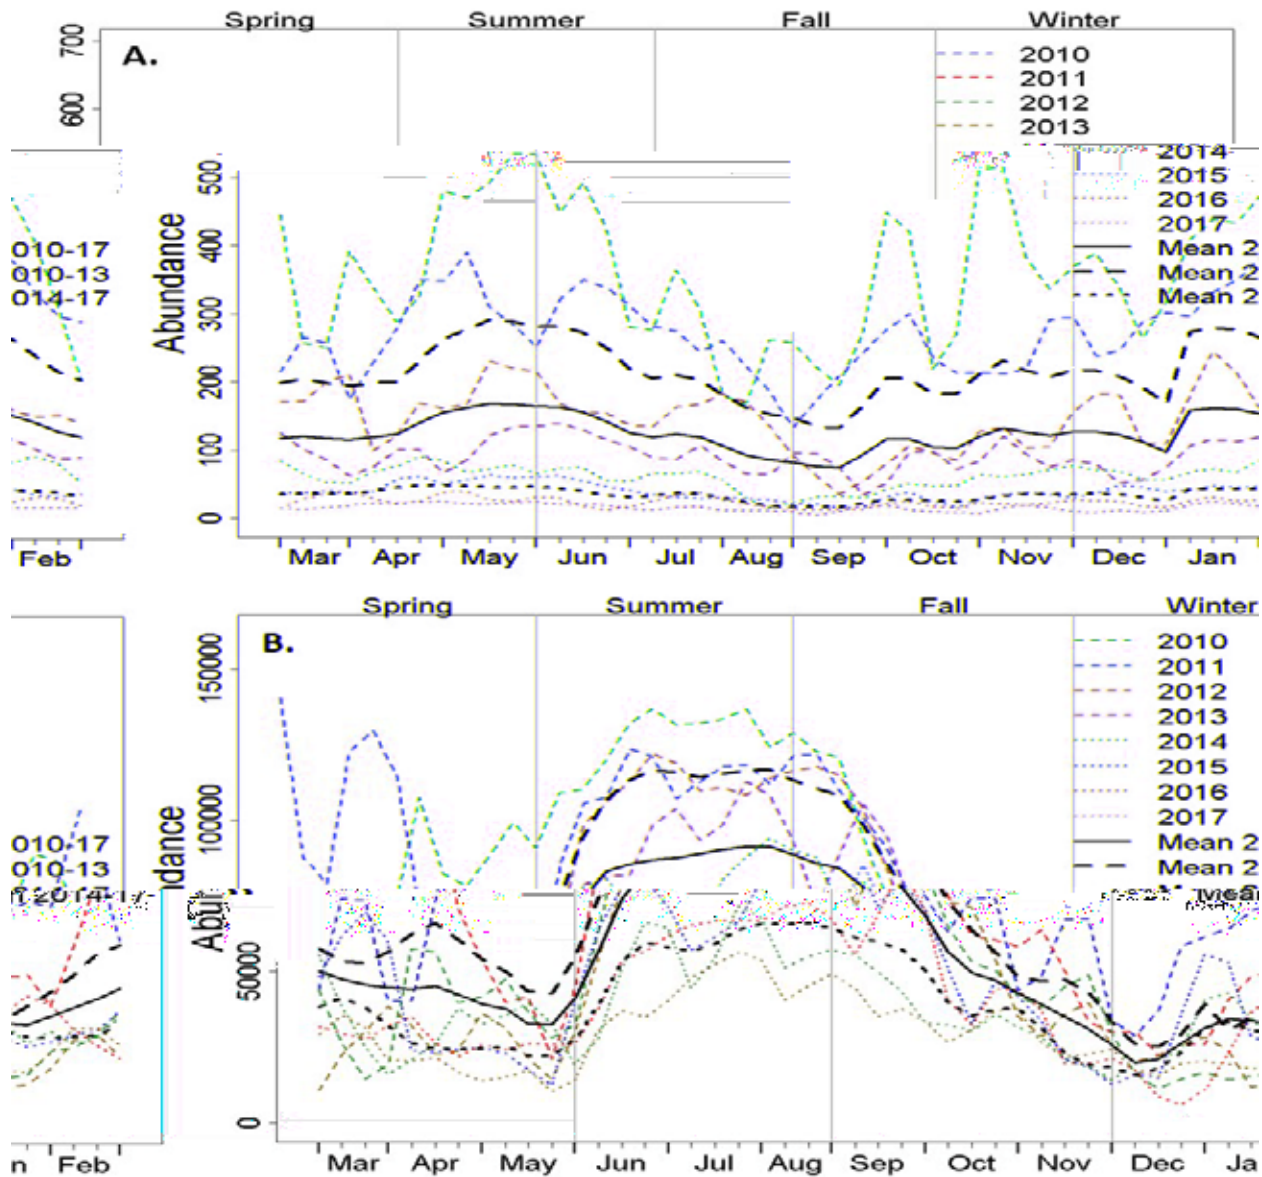 Spring Summer Fall Winter
A.
700
600
500
400
300
200
100
0
Abundance
2010
2011
2012
2013
2014
2015
2016
2017
Mean 2
Mean 2
Mean 2
010-17
010-13
014-17
Feb
Mar Apr May Jun Jul Aug Sep Oct Nov Dec Jan
Spring Summer Fall Winter
B.
150000
100000
50000
0
dance
2010
2011
2012
2013
2014
2015
2016
2017
Mean 2
Mean 2
010-17
010-13
2014-17
n Feb
Mar Apr May Jun Jul Aug Sep Oct Nov Dec Ja